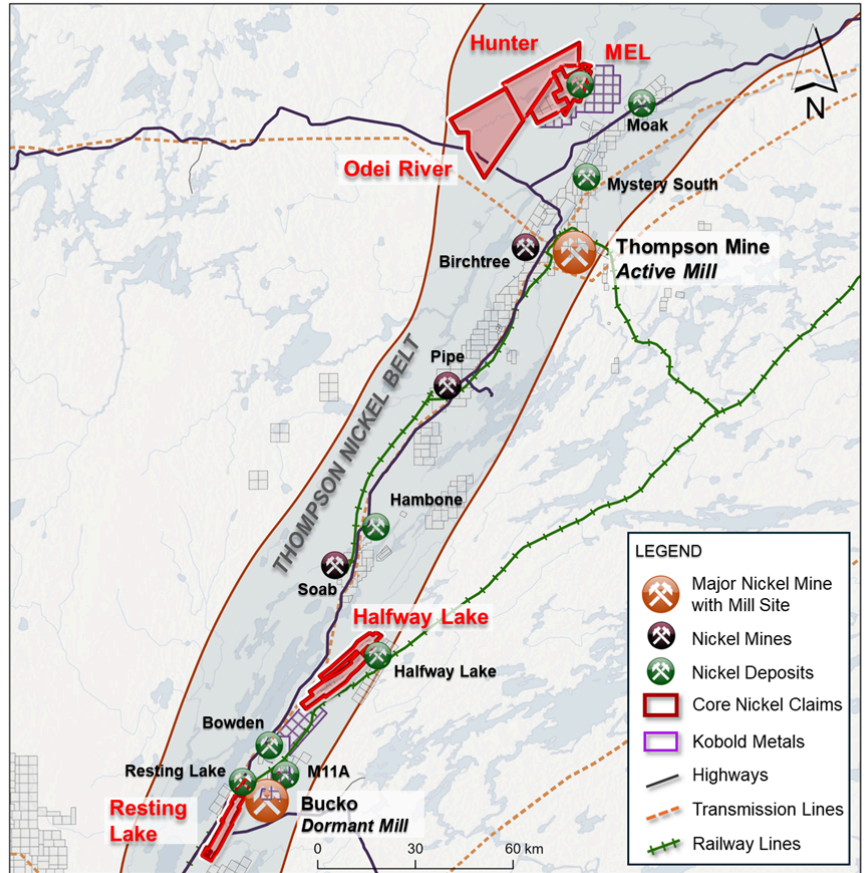 Hunter
MEL
N
Moak
Odei River
Mystery South
Birchtree
Thompson Mine
Active Mill
Pipe
THOMPSON NICKEL BELT
Hambone
Soab
Halfway Lake
Halfway Lake
Bowden
Resting Lake
M11A
Resting
Lake
Bucko
Dormant Mill
0 30 60 km
LEGEND
Major Nickel Mine
with Mill Site
Nickel Mines
Nickel Deposits
Core Nickel Claims
Kobold Metals
Highways
Transmission Lines
Railway Lines